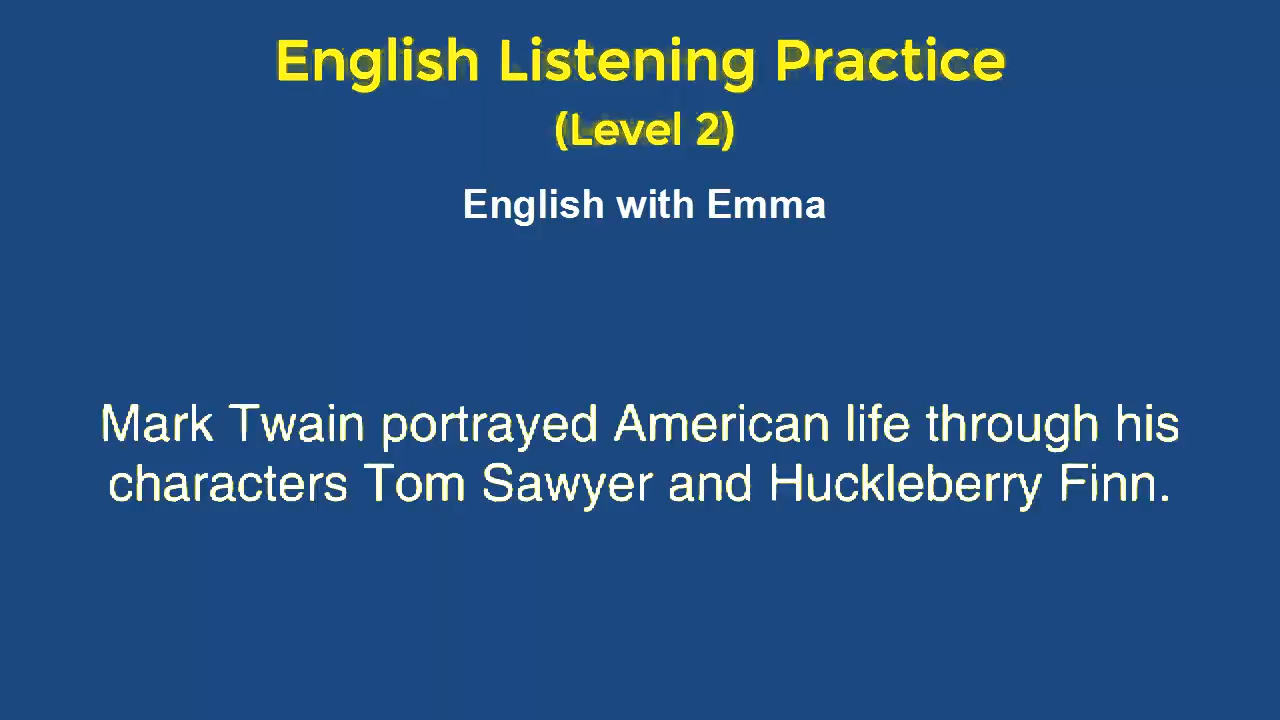 English Listening Practice
(Level 2)
English with Emma
Mark Twain portrayed American life through his
characters Tom Sawyer and Huckleberry Finn.